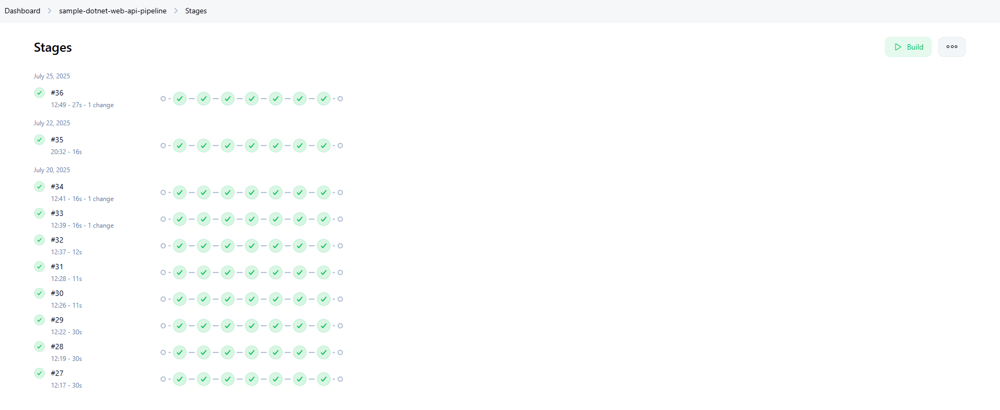 Dashboard > sample-dotnet-web-api-pipeline > Stages
Stages
Build
July 25, 2025
#36
12:49 - 27s - 1 change
July 22, 2025
#35
20:32 - 16s
July 20, 2025
#34
12:41 - 16s - 1 change
#33
12:39 - 16s - 1 change
#32
12:37 - 12s
#31
12:28 - 11s
#30
12:26 - 11s
#29
12:22 - 30s
#28
12:19 - 30s
#27
12:17 - 30s